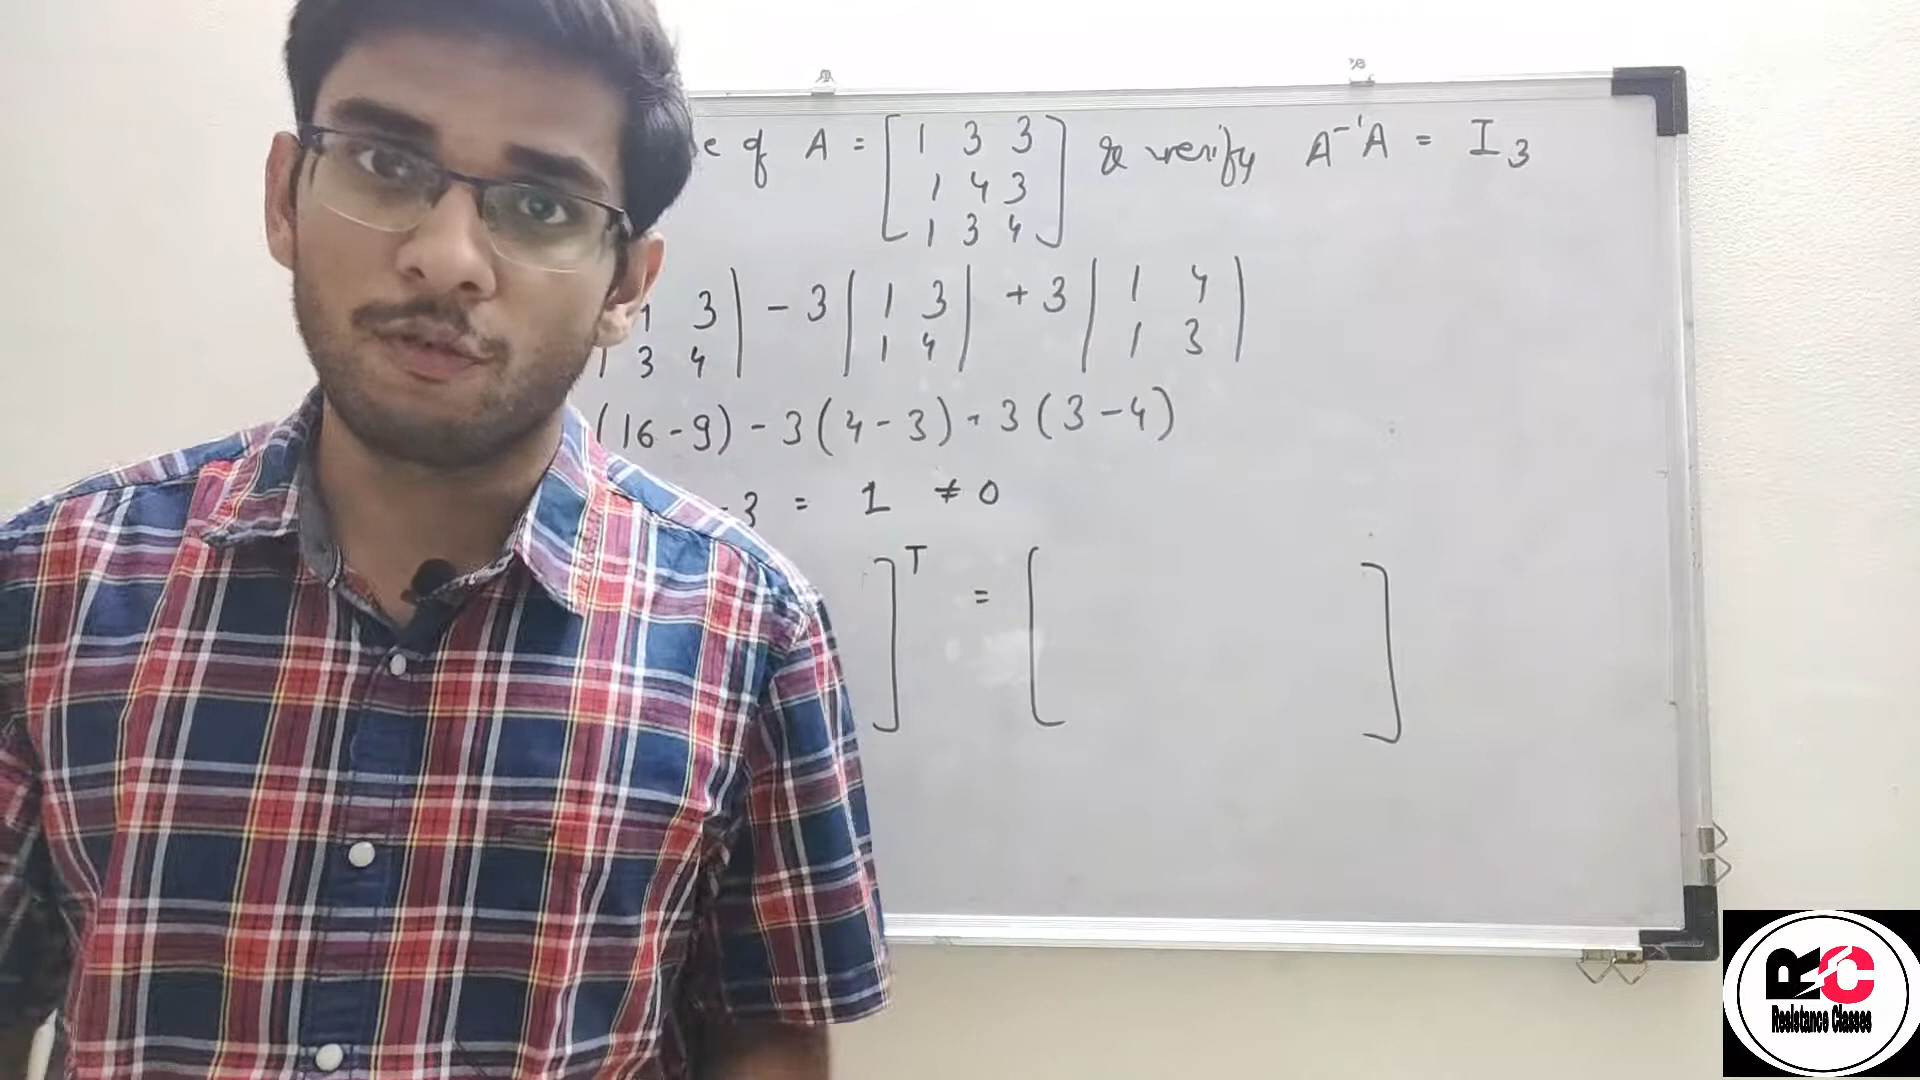 e of A = [ 1 3 3 ] & verify A⁻¹A = I₃
1 4 3
1 3 4
3 | - 3 | 1 3 | + 3 | 1 4 |
3 4 | 1 4 | 1 3 |
(16 - 9) - 3 (4 - 3) + 3 (3 - 4)
- 3 = 1 ≠ 0
]ᵀ = [ ]
RC
Resistance Classes